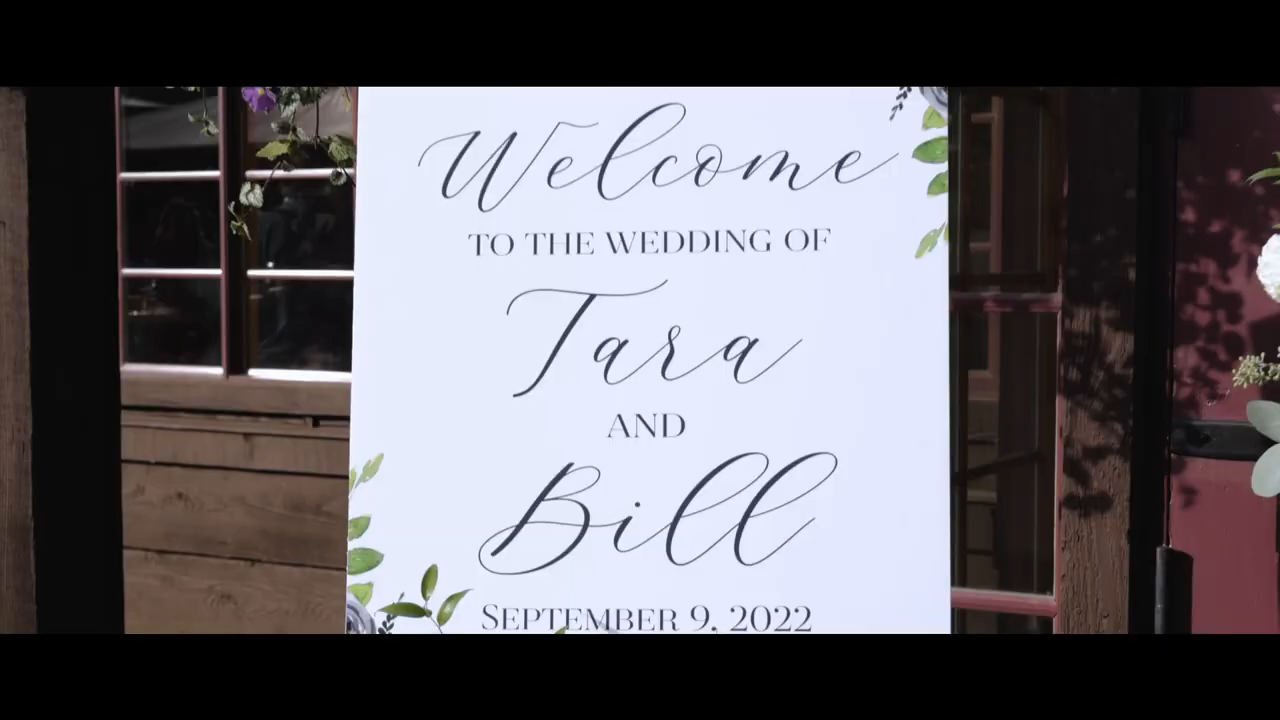 Welcome
TO THE WEDDING OF
Tara
AND
Bill
SEPTEMBER 9, 2022